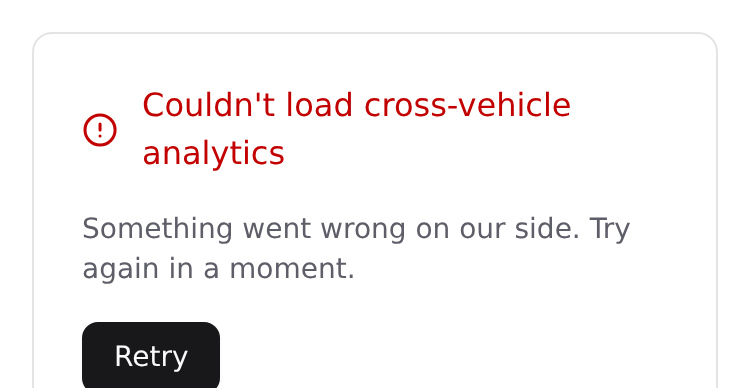 Couldn't load cross-vehicle
analytics
Something went wrong on our side. Try
again in a moment.
Retry